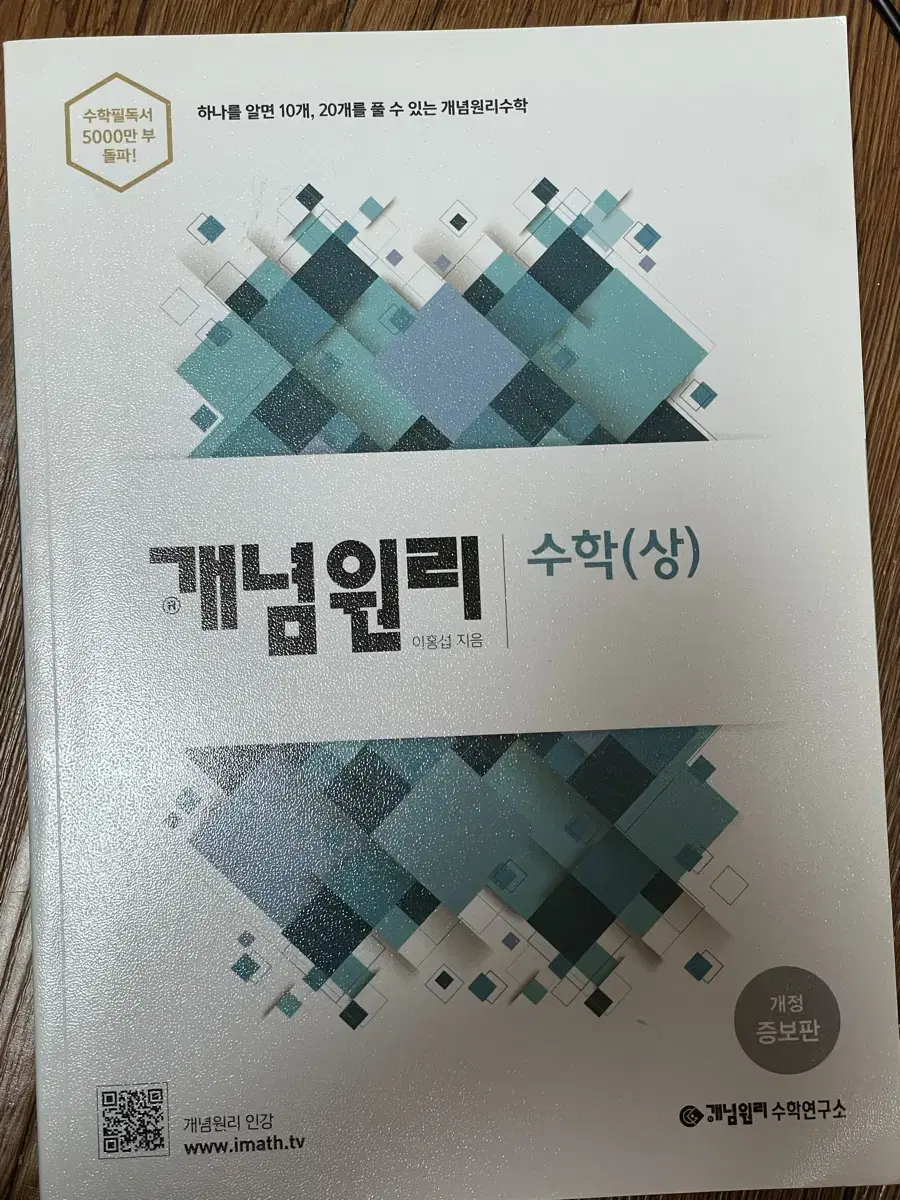 수학필독서
5000만 부
돌파!
하나를 알면 10개, 20개를 풀 수 있는 개념원리수학
개념원리
®
이홍섭 지음
수학(상)
개정
증보판
개념원리 인강
www.imath.tv
개념원리 수학연구소